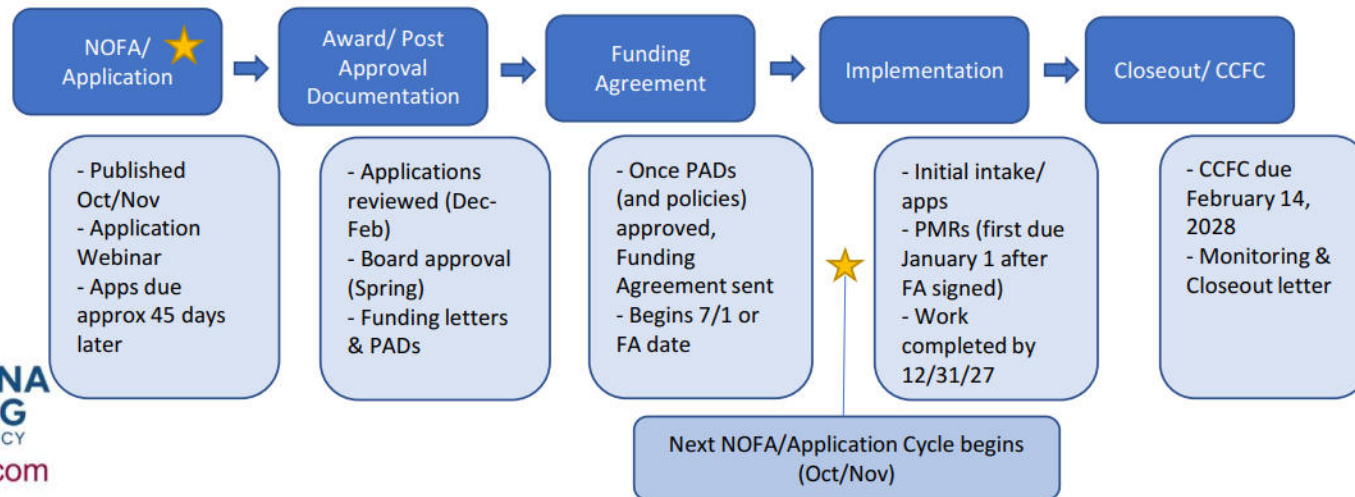 NOFA/
Application
Award/ Post
Approval
Documentation
Funding
Agreement
Implementation
Closeout/ CCFC
- Published
Oct/Nov
- Application
Webinar
- Apps due
approx 45 days
later
- Applications
reviewed (Dec-
Feb)
- Board approval
(Spring)
- Funding letters
& PADs
- Once PADs
(and policies)
approved,
Funding
Agreement sent
- Begins 7/1 or
FA date
- Initial intake/
apps
- PMRs (first due
January 1 after
FA signed)
- Work
completed by
12/31/27
- CCFC due
February 14,
2028
- Monitoring &
Closeout letter
NA
G
CY
com
Next NOFA/Application Cycle begins
(Oct/Nov)